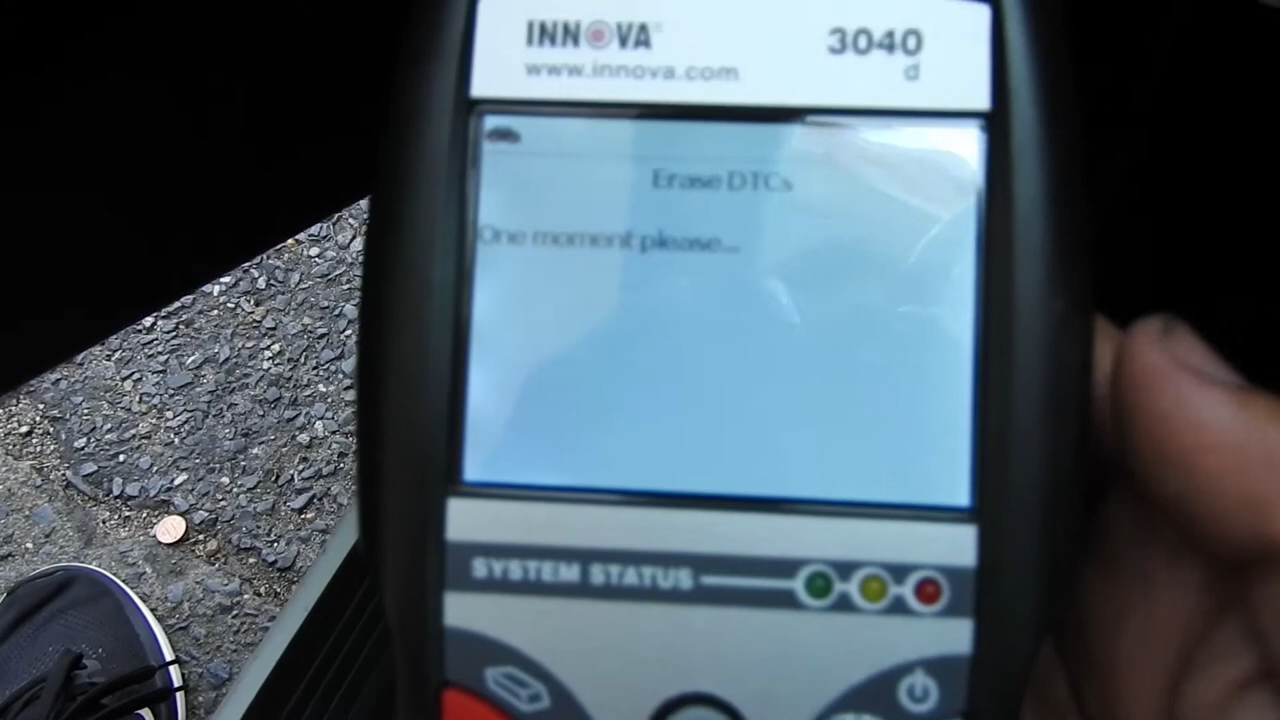 INNOVA
www.innova.com
3040
d
Erase DTCs
One moment please...
SYSTEM STATUS